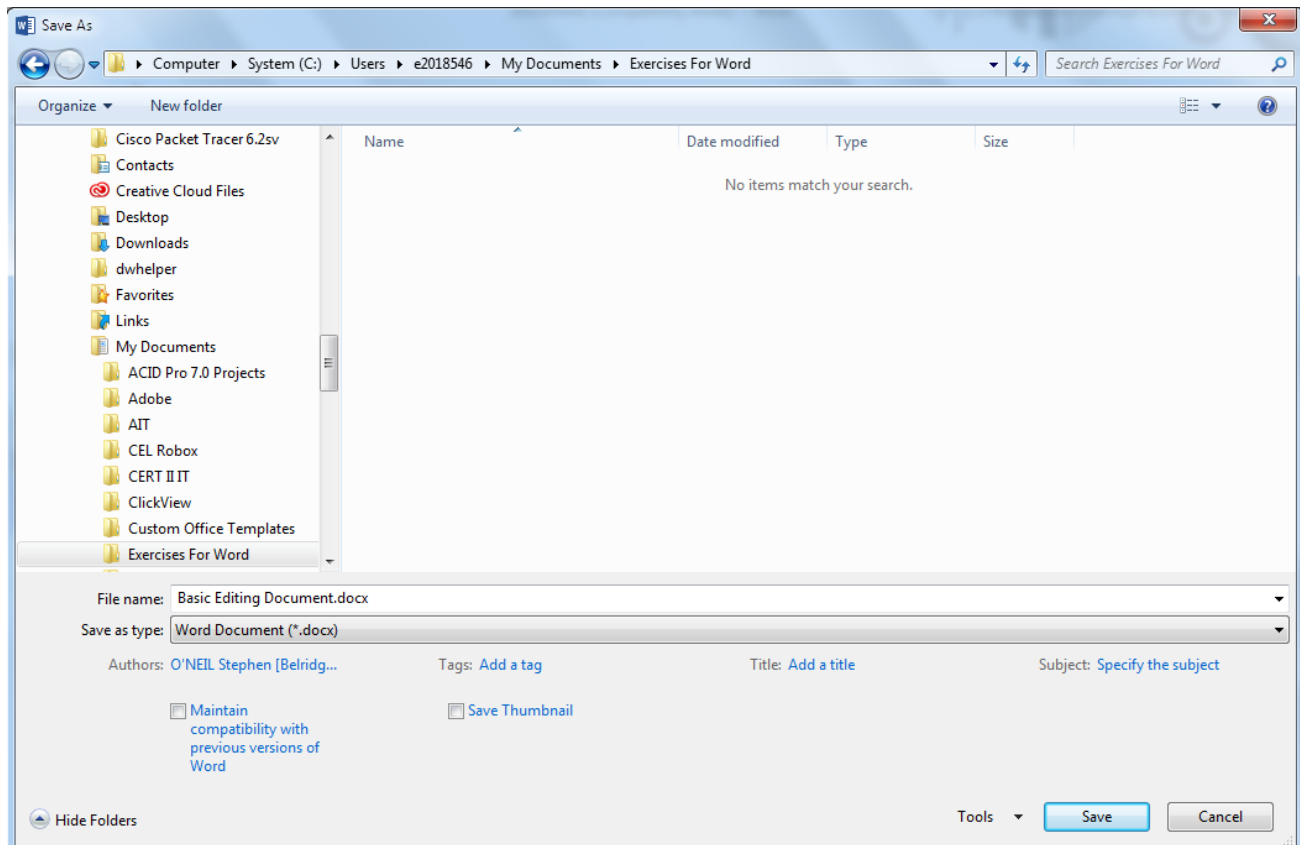 Save As
Computer System (C:) Users e2018546 My Documents Exercises For Word Search Exercises For Word
Organize New folder
Name Date modified Type Size
No items match your search.
Cisco Packet Tracer 6.2sv
Contacts
Creative Cloud Files
Desktop
Downloads
dwhelper
Favorites
Links
My Documents
ACID Pro 7.0 Projects
Adobe
AIT
CEL Robox
CERT II IT
ClickView
Custom Office Templates
Exercises For Word
File name: Basic Editing Document.docx
Save as type: Word Document (*.docx)
Authors: O'NEIL Stephen [Belridg... Tags: Add a tag Title: Add a title Subject: Specify the subject
Maintain Save Thumbnail
compatibility with
previous versions of
Word
Hide Folders Tools Save Cancel